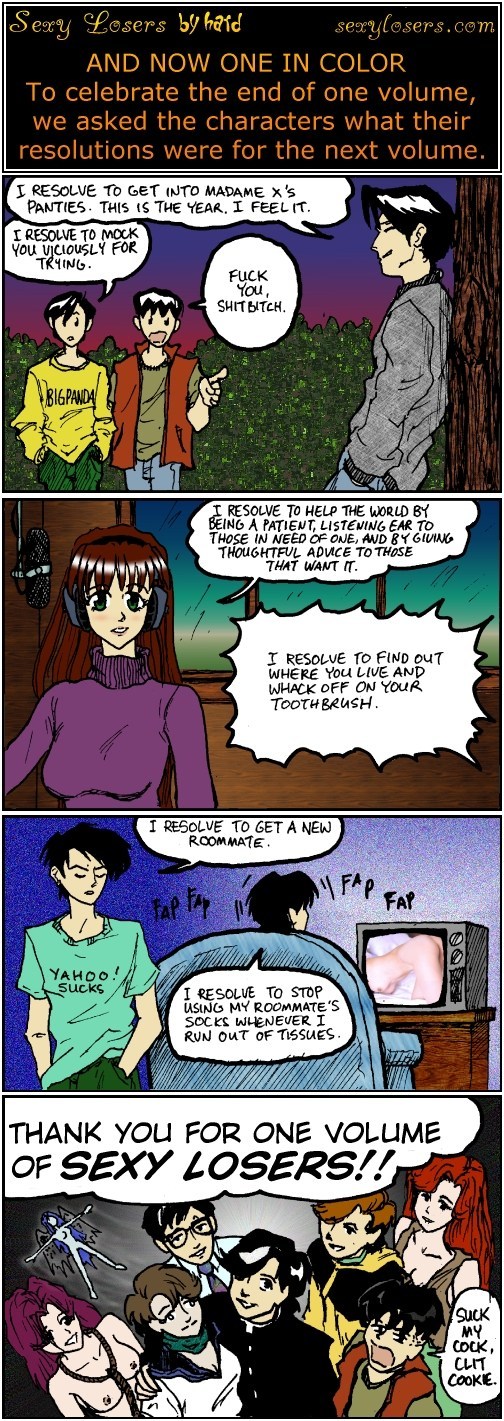 Sexy Losers by hard
sexylosers.com
AND NOW ONE IN COLOR
To celebrate the end of one volume,
we asked the characters what their
resolutions were for the next volume.
I RESOLVE TO GET INTO MADAME X'S
PANTIES. THIS IS THE YEAR, I FEEL IT.
I RESOLVE TO MOCK
YOU VICIOUSLY FOR
TRYING.
FUCK
YOU,
SHITBITCH.
BIGPANDA
I RESOLVE TO HELP THE WORLD BY
BEING A PATIENT, LISTENING EAR TO
THOSE IN NEED OF ONE, AND BY GIVING
THOUGHTFUL ADVICE TO THOSE
THAT WANT IT.
I RESOLVE TO FIND OUT
WHERE YOU LIVE AND
WHACK OFF ON YOUR
TOOTHBRUSH.
I RESOLVE TO GET A NEW
ROOMMATE.
FAP FAP
FAP
FAP
YAHOO!
SUCKS
I RESOLVE TO STOP
USING MY ROOMMATE'S
SOCKS WHENEVER I
RUN OUT OF TISSUES.
THANK YOU FOR ONE VOLUME
OF SEXY LOSERS!!
SUCK
MY
COCK,
CLIT
COOKIE.